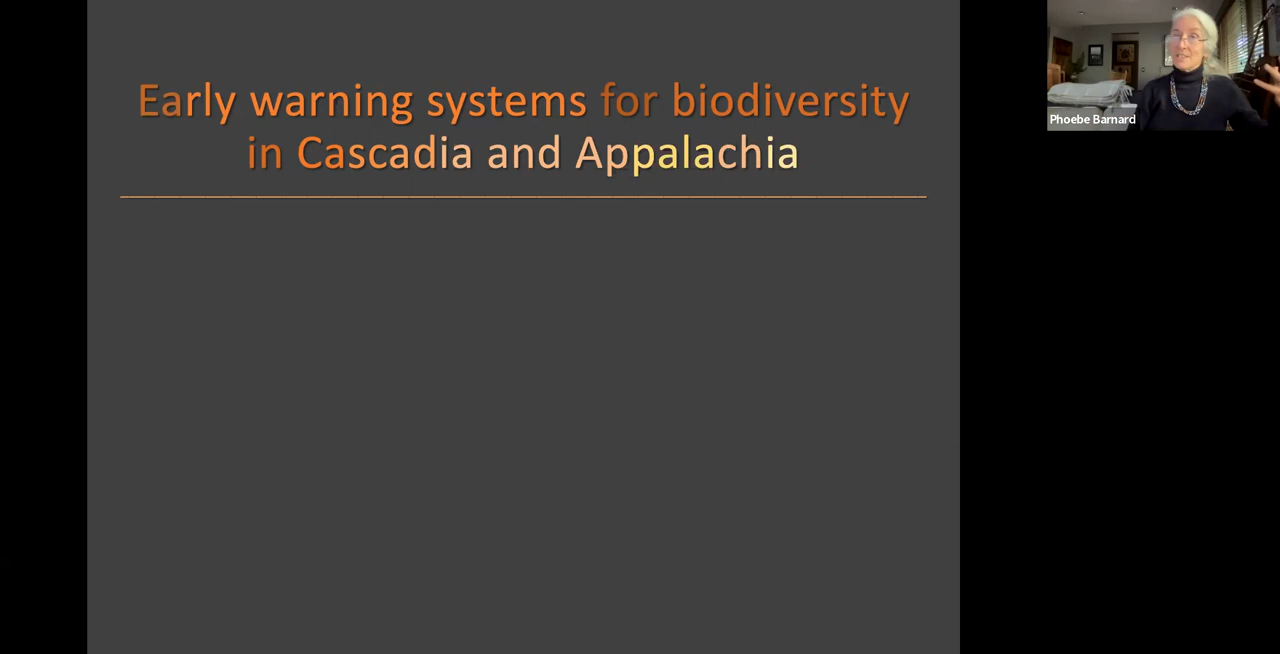 Early warning systems for biodiversity
in Cascadia and Appalachia
Phoebe Barnard